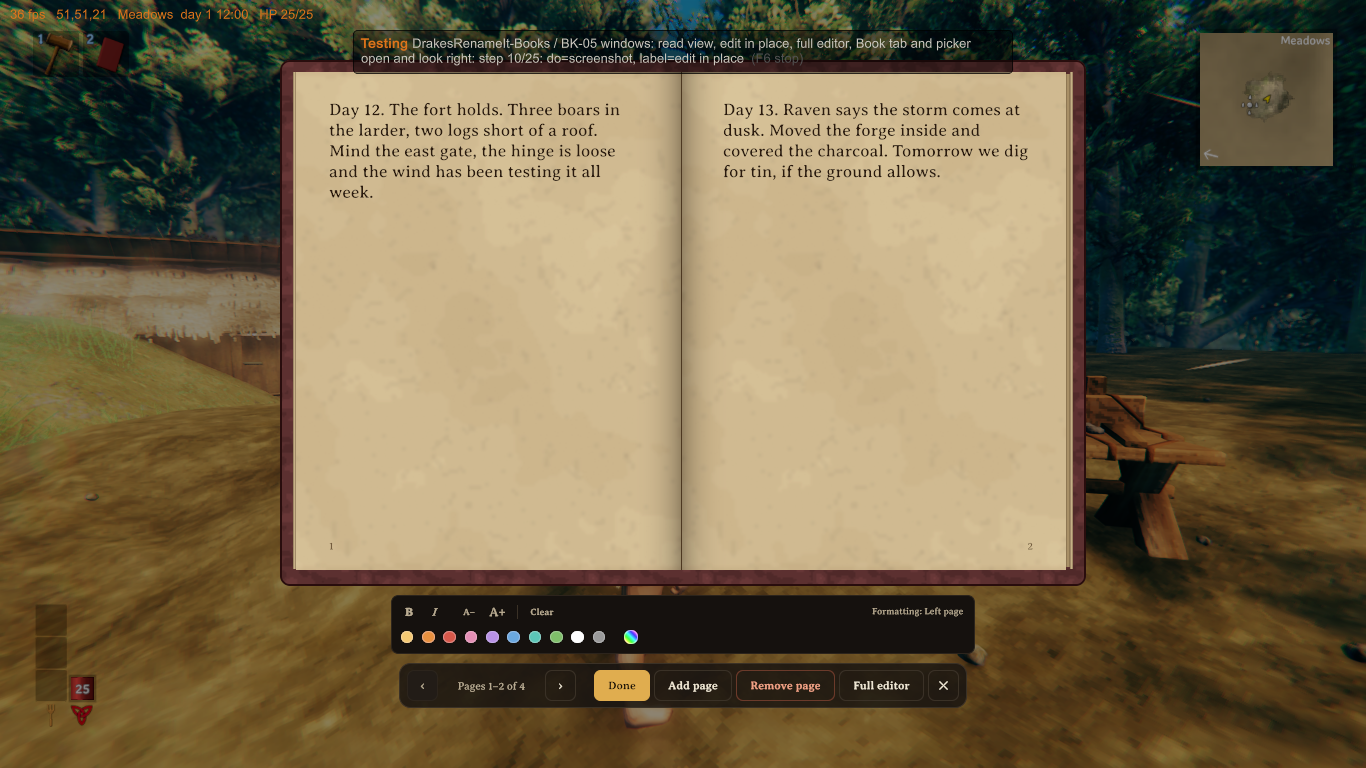 36 fps 51,51,21 Meadows day 1 12:00 HP 25/25
1 2
Testing DrakesRenameIt-Books / BK-05 windows: read view, edit in place, full editor, Book tab and picker
open and look right: step 10/25: do=screenshot, label=edit in place (F6 stop)
Meadows
Day 12. The fort holds. Three boars in
the larder, two logs short of a roof.
Mind the east gate, the hinge is loose
and the wind has been testing it all
week.
1
Day 13. Raven says the storm comes at
dusk. Moved the forge inside and
covered the charcoal. Tomorrow we dig
for tin, if the ground allows.
2
B I A− A+ Clear Formatting: Left page
‹ Pages 1–2 of 4 › Done Add page Remove page Full editor ✕
25